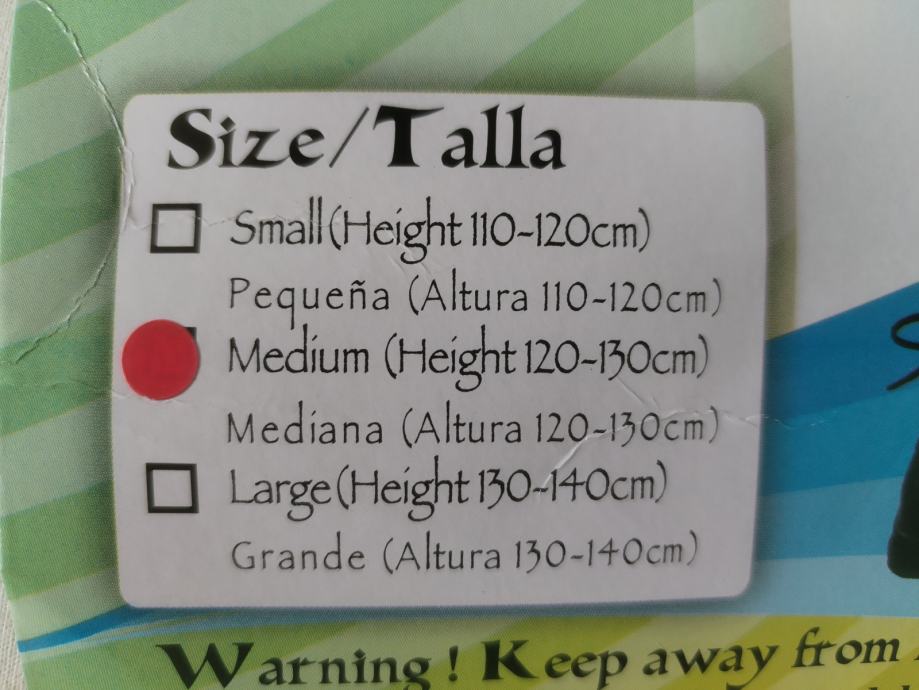 Size/Talla
Small (Height 110-120cm)
Pequeña (Altura 110-120cm)
Medium (Height 120-130cm)
Mediana (Altura 120-130cm)
Large (Height 130-140cm)
Grande (Altura 130-140cm)
Warning ! Keep away from